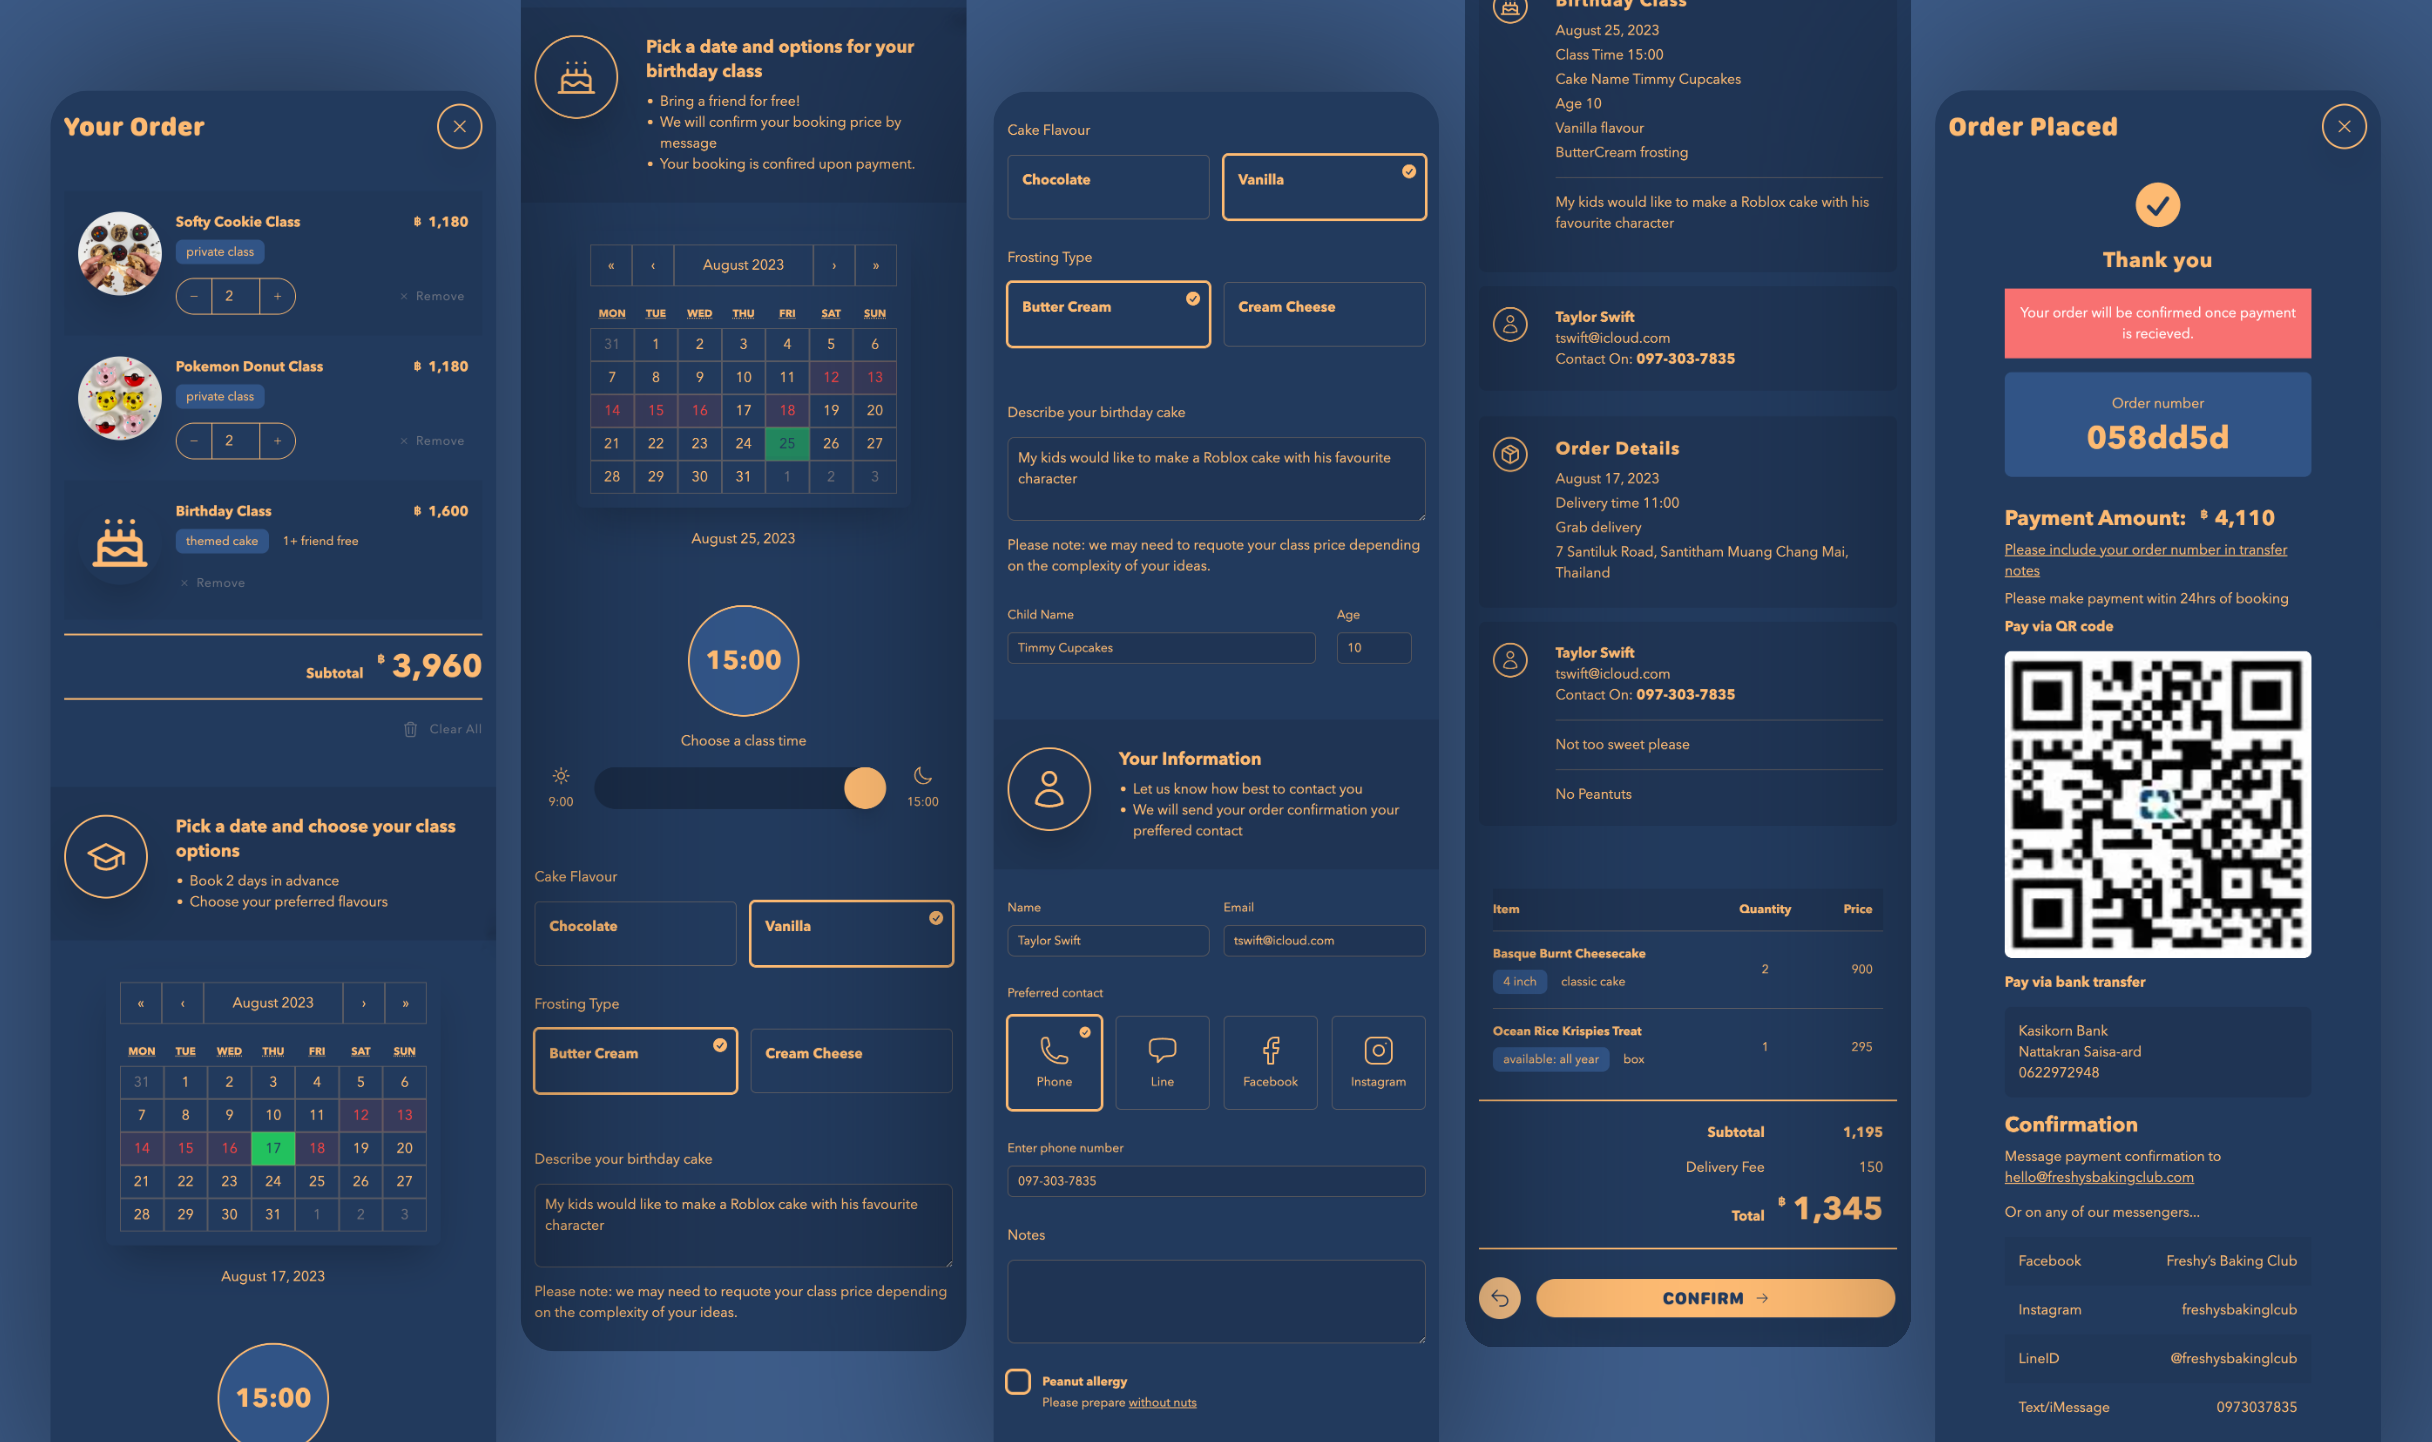 Your Order
Softy Cookie Class
฿ 1,180
private class
− 2 +
× Remove
Pokemon Donut Class
฿ 1,180
private class
− 2 +
× Remove
Birthday Class
฿ 1,600
themed cake 1+ friend free
× Remove
Subtotal ฿ 3,960
Clear All
Pick a date and choose your class
options
• Book 2 days in advance
• Choose your preferred flavours
« ‹ August 2023 › »
MON TUE WED THU FRI SAT SUN
31 1 2 3 4 5 6
7 8 9 10 11 12 13
14 15 16 17 18 19 20
21 22 23 24 25 26 27
28 29 30 31 1 2 3
August 17, 2023
15:00
Pick a date and options for your
birthday class
• Bring a friend for free!
• We will confirm your booking price by
message
• Your booking is confired upon payment.
« ‹ August 2023 › »
MON TUE WED THU FRI SAT SUN
31 1 2 3 4 5 6
7 8 9 10 11 12 13
14 15 16 17 18 19 20
21 22 23 24 25 26 27
28 29 30 31 1 2 3
August 25, 2023
15:00
Choose a class time
9:00 15:00
Cake Flavour
Chocolate Vanilla
Frosting Type
Butter Cream Cream Cheese
Describe your birthday cake
My kids would like to make a Roblox cake with his favourite
character
Please note: we may need to requote your class price depending
on the complexity of your ideas.
Cake Flavour
Chocolate Vanilla
Frosting Type
Butter Cream Cream Cheese
Describe your birthday cake
My kids would like to make a Roblox cake with his favourite
character
Please note: we may need to requote your class price depending
on the complexity of your ideas.
Child Name Age
Timmy Cupcakes 10
Your Information
• Let us know how best to contact you
• We will send your order confirmation your
preffered contact
Name Email
Taylor Swift tswift@icloud.com
Preferred contact
Phone Line Facebook Instagram
Enter phone number
097-303-7835
Notes
Peanut allergy
Please prepare without nuts
Birthday Class
August 25, 2023
Class Time 15:00
Cake Name Timmy Cupcakes
Age 10
Vanilla flavour
ButterCream frosting
My kids would like to make a Roblox cake with his
favourite character
Taylor Swift
tswift@icloud.com
Contact On: 097-303-7835
Order Details
August 17, 2023
Delivery time 11:00
Grab delivery
7 Santiluk Road, Santitham Muang Chang Mai,
Thailand
Taylor Swift
tswift@icloud.com
Contact On: 097-303-7835
Not too sweet please
No Peantuts
Item Quantity Price
Basque Burnt Cheesecake
4 inch classic cake
2 900
Ocean Rice Krispies Treat
available: all year box
1 295
Subtotal 1,195
Delivery Fee 150
Total ฿ 1,345
CONFIRM →
Order Placed
Thank you
Your order will be confirmed once payment
is recieved.
Order number
058dd5d
Payment Amount: ฿ 4,110
Please include your order number in transfer
notes
Please make payment witin 24hrs of booking
Pay via QR code
Pay via bank transfer
Kasikorn Bank
Nattakran Saisa-ard
0622972948
Confirmation
Message payment confirmation to
hello@freshysbakingclub.com
Or on any of our messengers...
Facebook Freshy's Baking Club
Instagram freshysbakinglcub
LineID @freshysbakinglcub
Text/iMessage 0973037835